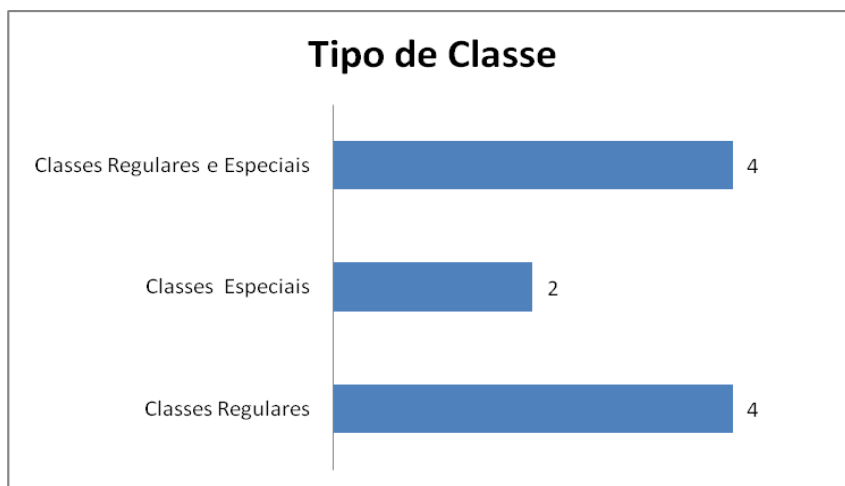 Tipo de Classe
Classes Regulares e Especiais
4
Classes Especiais
2
Classes Regulares
4